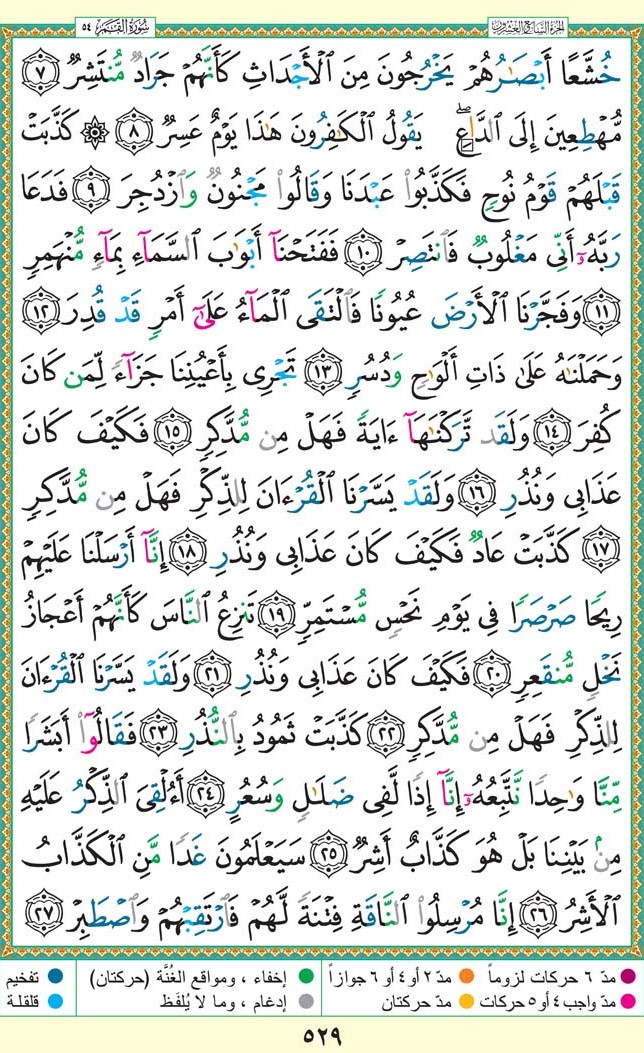 الجزء السابع والعشرون
سورة القمر ٥٤
خُشَّعًا أَبْصَٰرُهُمْ يَخْرُجُونَ مِنَ ٱلْأَجْدَاثِ كَأَنَّهُمْ جَرَادٌ مُّنتَشِرٌ ٧
مُّهْطِعِينَ إِلَى ٱلدَّاعِ ۖ يَقُولُ ٱلْكَٰفِرُونَ هَٰذَا يَوْمٌ عَسِرٌ ٨ ۞ كَذَّبَتْ
قَبْلَهُمْ قَوْمُ نُوحٍ فَكَذَّبُوا۟ عَبْدَنَا وَقَالُوا۟ مَجْنُونٌ وَٱزْدُجِرَ ٩ فَدَعَا
رَبَّهُۥٓ أَنِّى مَغْلُوبٌ فَٱنتَصِرْ ١٠ فَفَتَحْنَآ أَبْوَٰبَ ٱلسَّمَآءِ بِمَآءٍ مُّنْهَمِرٍ
١١ وَفَجَّرْنَا ٱلْأَرْضَ عُيُونًا فَٱلْتَقَى ٱلْمَآءُ عَلَىٰٓ أَمْرٍ قَدْ قُدِرَ ١٢
وَحَمَلْنَٰهُ عَلَىٰ ذَاتِ أَلْوَٰحٍ وَدُسُرٍ ١٣ تَجْرِى بِأَعْيُنِنَا جَزَآءً لِّمَن كَانَ
كُفِرَ ١٤ وَلَقَد تَّرَكْنَٰهَآ ءَايَةً فَهَلْ مِن مُّدَّكِرٍ ١٥ فَكَيْفَ كَانَ
عَذَابِى وَنُذُرِ ١٦ وَلَقَدْ يَسَّرْنَا ٱلْقُرْءَانَ لِلذِّكْرِ فَهَلْ مِن مُّدَّكِرٍ
١٧ كَذَّبَتْ عَادٌ فَكَيْفَ كَانَ عَذَابِى وَنُذُرِ ١٨ إِنَّآ أَرْسَلْنَا عَلَيْهِمْ
رِيحًا صَرْصَرًا فِى يَوْمِ نَحْسٍ مُّسْتَمِرٍّ ١٩ تَنزِعُ ٱلنَّاسَ كَأَنَّهُمْ أَعْجَازُ
نَخْلٍ مُّنقَعِرٍ ٢٠ فَكَيْفَ كَانَ عَذَابِى وَنُذُرِ ٢١ وَلَقَدْ يَسَّرْنَا ٱلْقُرْءَانَ
لِلذِّكْرِ فَهَلْ مِن مُّدَّكِرٍ ٢٢ كَذَّبَتْ ثَمُودُ بِٱلنُّذُرِ ٢٣ فَقَالُوٓا۟ أَبَشَرًا
مِّنَّا وَٰحِدًا نَّتَّبِعُهُۥٓ إِنَّآ إِذًا لَّفِى ضَلَٰلٍ وَسُعُرٍ ٢٤ أَءُلْقِىَ ٱلذِّكْرُ عَلَيْهِ
مِنۢ بَيْنِنَا بَلْ هُوَ كَذَّابٌ أَشِرٌ ٢٥ سَيَعْلَمُونَ غَدًا مَّنِ ٱلْكَذَّابُ
ٱلْأَشِرُ ٢٦ إِنَّا مُرْسِلُوا۟ ٱلنَّاقَةِ فِتْنَةً لَّهُمْ فَٱرْتَقِبْهُمْ وَٱصْطَبِرْ ٢٧
مدّ ٦ حركات لزوماً مدّ ٢ أو ٤ أو ٦ جوازاً إخفاء ، ومواقع الغُنَّة (حركتان) تفخيم
مدّ واجب ٤ أو ٥ حركات مدّ حركتان إدغام ، وما لا يُلفَظ قلقلة
٥٢٩